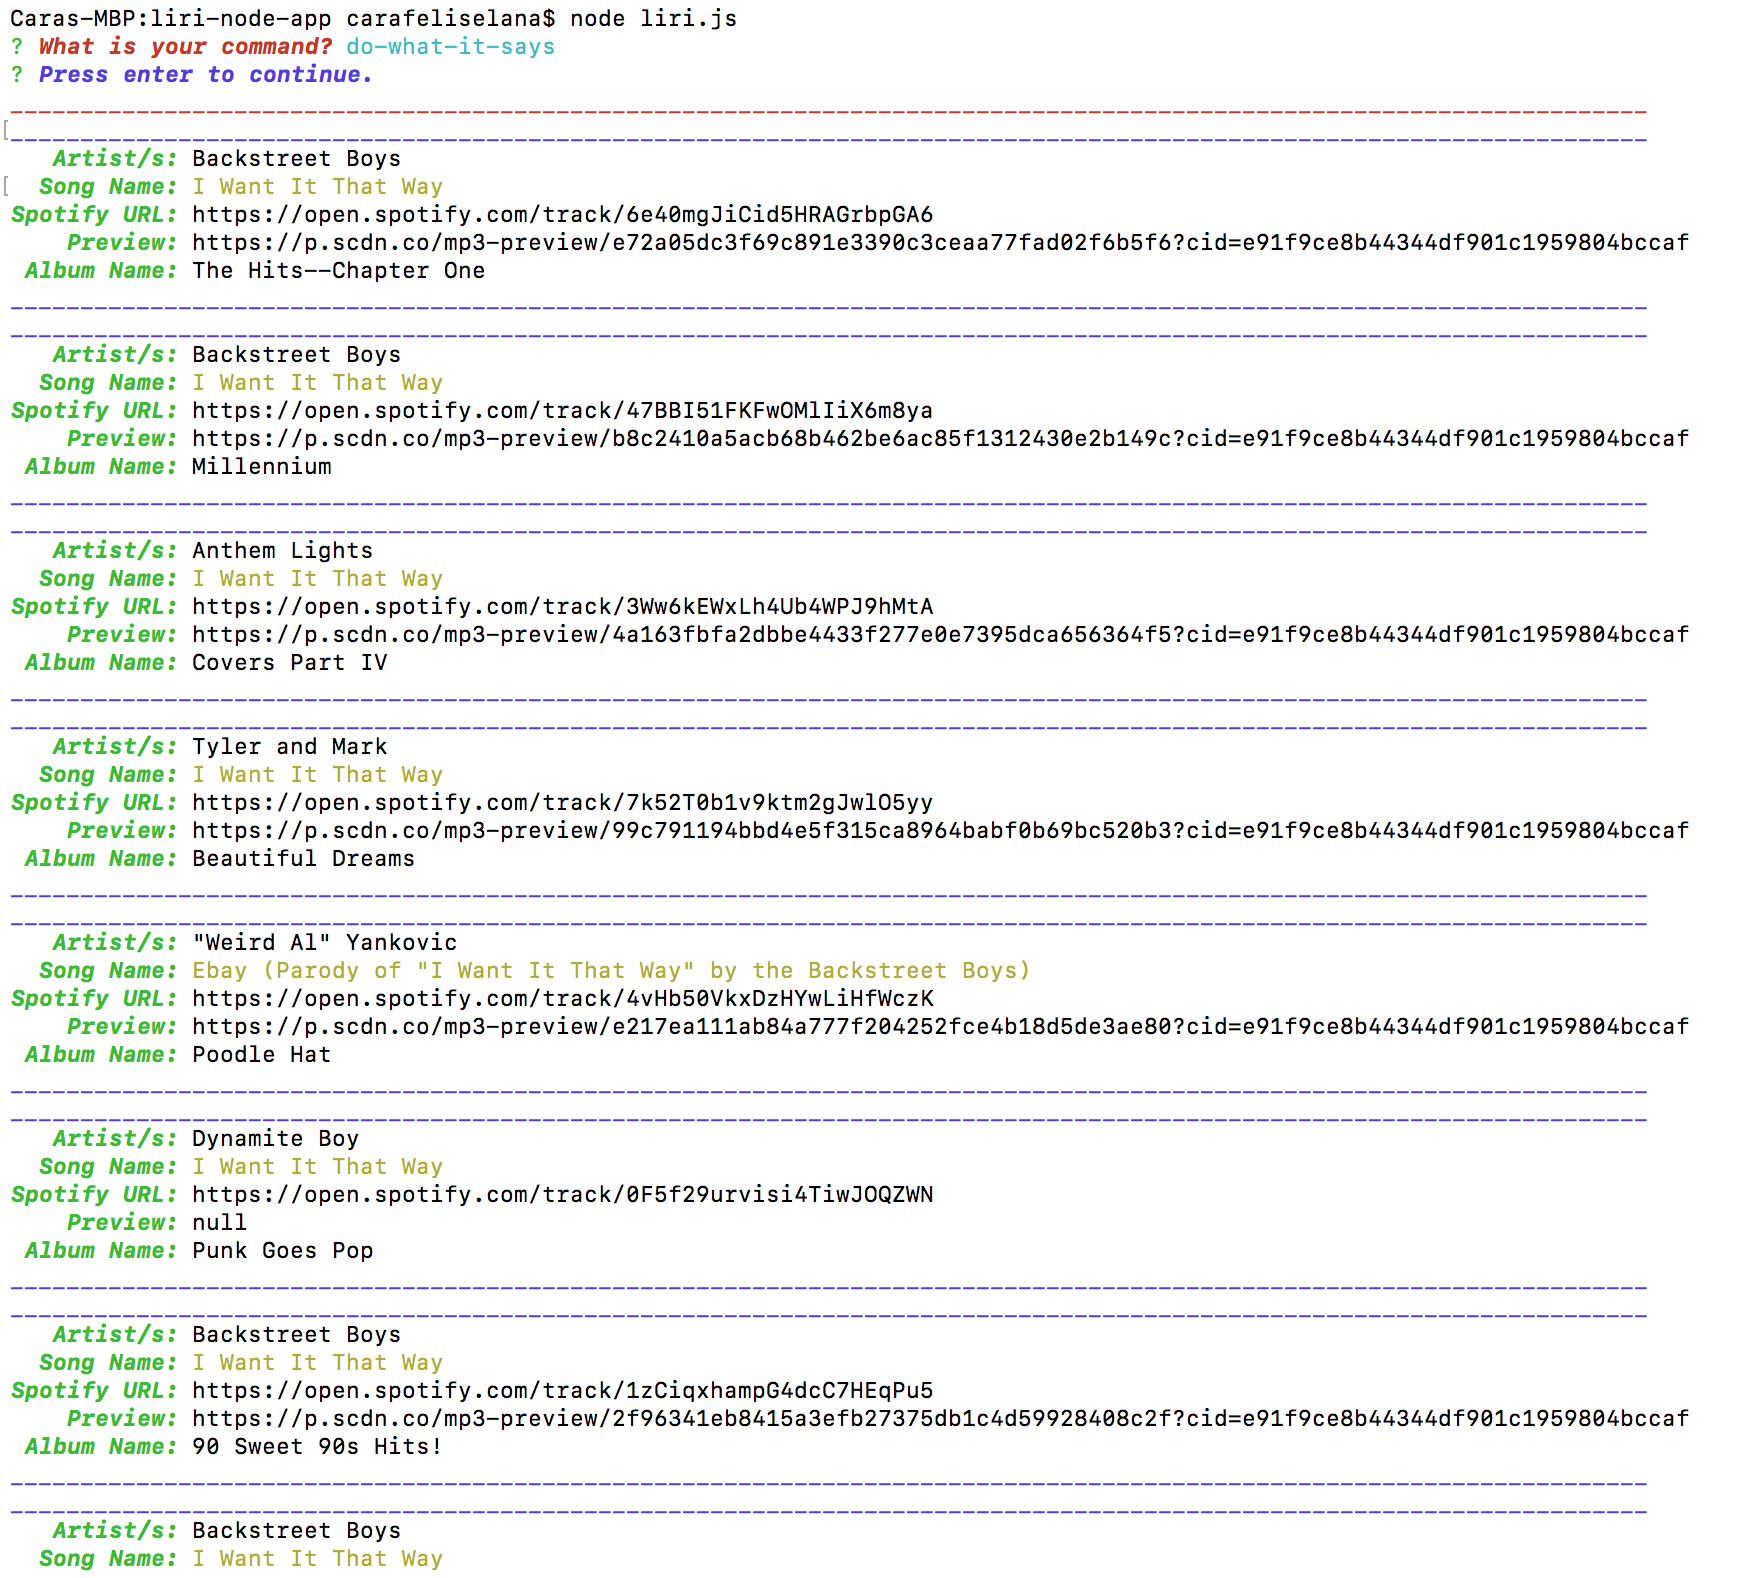 Caras-MBP:liri-node-app carafeliselana$ node liri.js
? What is your command? do-what-it-says
? Press enter to continue.
Artist/s: Backstreet Boys
Song Name: I Want It That Way
Spotify URL: https://open.spotify.com/track/6e40mgJiCid5HRAGrbpGA6
Preview: https://p.scdn.co/mp3-preview/e72a05dc3f69c891e3390c3ceaa77fad02f6b5f6?cid=e91f9ce8b44344df901c1959804bccaf
Album Name: The Hits--Chapter One
Artist/s: Backstreet Boys
Song Name: I Want It That Way
Spotify URL: https://open.spotify.com/track/47BBI51FKFwOMlIiX6m8ya
Preview: https://p.scdn.co/mp3-preview/b8c2410a5acb68b462be6ac85f1312430e2b149c?cid=e91f9ce8b44344df901c1959804bccaf
Album Name: Millennium
Artist/s: Anthem Lights
Song Name: I Want It That Way
Spotify URL: https://open.spotify.com/track/3Ww6kEWxLh4Ub4WPJ9hMtA
Preview: https://p.scdn.co/mp3-preview/4a163fbfa2dbbe4433f277e0e7395dca656364f5?cid=e91f9ce8b44344df901c1959804bccaf
Album Name: Covers Part IV
Artist/s: Tyler and Mark
Song Name: I Want It That Way
Spotify URL: https://open.spotify.com/track/7k52T0b1v9ktm2gJwlO5yy
Preview: https://p.scdn.co/mp3-preview/99c791194bbd4e5f315ca8964babf0b69bc520b3?cid=e91f9ce8b44344df901c1959804bccaf
Album Name: Beautiful Dreams
Artist/s: "Weird Al" Yankovic
Song Name: Ebay (Parody of "I Want It That Way" by the Backstreet Boys)
Spotify URL: https://open.spotify.com/track/4vHb50VkxDzHYwLiHfWczK
Preview: https://p.scdn.co/mp3-preview/e217ea111ab84a777f204252fce4b18d5de3ae80?cid=e91f9ce8b44344df901c1959804bccaf
Album Name: Poodle Hat
Artist/s: Dynamite Boy
Song Name: I Want It That Way
Spotify URL: https://open.spotify.com/track/0F5f29urvisi4TiwJOQZWN
Preview: null
Album Name: Punk Goes Pop
Artist/s: Backstreet Boys
Song Name: I Want It That Way
Spotify URL: https://open.spotify.com/track/1zCiqxhampG4dcC7HEqPu5
Preview: https://p.scdn.co/mp3-preview/2f96341eb8415a3efb27375db1c4d59928408c2f?cid=e91f9ce8b44344df901c1959804bccaf
Album Name: 90 Sweet 90s Hits!
Artist/s: Backstreet Boys
Song Name: I Want It That Way